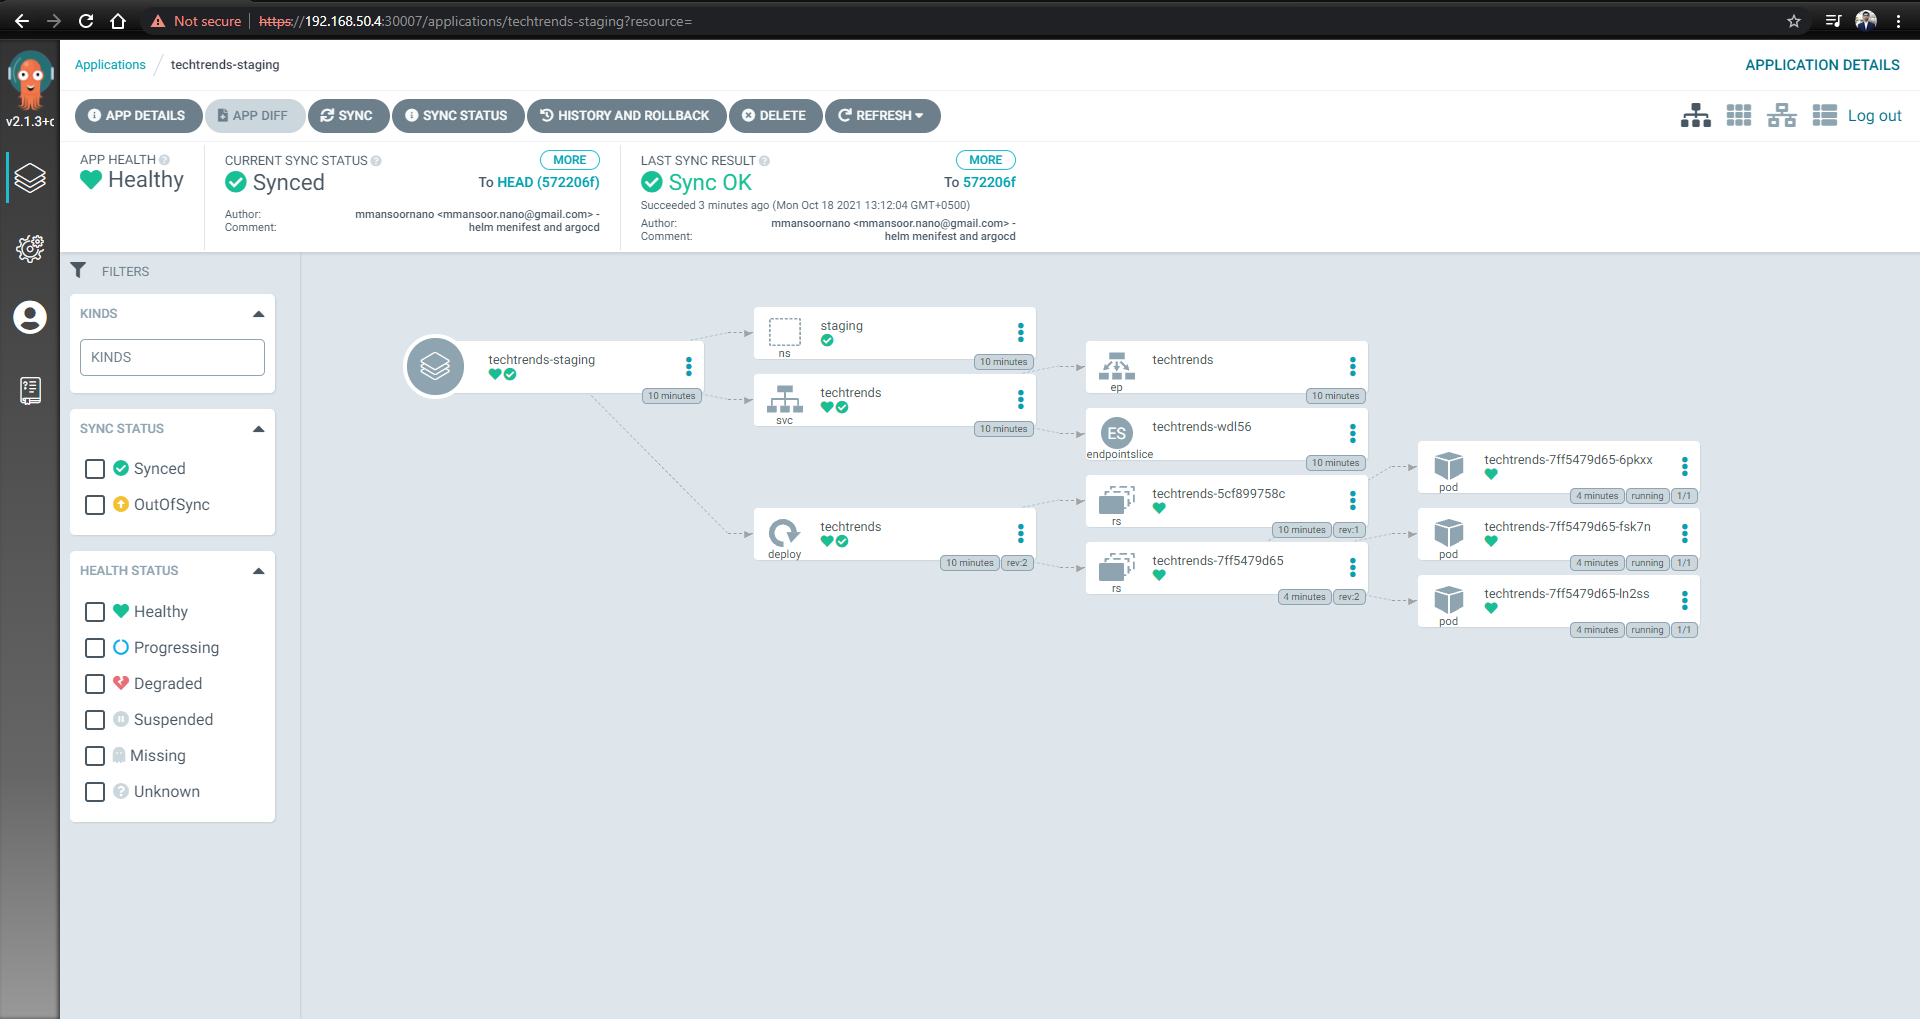 Not secure https://192.168.50.4:30007/applications/techtrends-staging?resource=
v2.1.3+
Applications / techtrends-staging
APPLICATION DETAILS
APP DETAILS
APP DIFF
SYNC
SYNC STATUS
HISTORY AND ROLLBACK
DELETE
REFRESH
Log out
APP HEALTH
Healthy
CURRENT SYNC STATUS
MORE
Synced
To HEAD (572206f)
Author: mmansoornano <mmansoor.nano@gmail.com> -
Comment: helm menifest and argocd
LAST SYNC RESULT
MORE
Sync OK
To 572206f
Succeeded 3 minutes ago (Mon Oct 18 2021 13:12:04 GMT+0500)
Author: mmansoornano <mmansoor.nano@gmail.com> -
Comment: helm menifest and argocd
FILTERS
KINDS
KINDS
SYNC STATUS
Synced
OutOfSync
HEALTH STATUS
Healthy
Progressing
Degraded
Suspended
Missing
Unknown
techtrends-staging
10 minutes
staging
ns
10 minutes
techtrends
svc
10 minutes
techtrends
deploy
10 minutes rev:2
techtrends
ep
10 minutes
ES
techtrends-wdl56
endpointslice
10 minutes
techtrends-5cf899758c
rs
10 minutes rev:1
techtrends-7ff5479d65
rs
4 minutes rev:2
techtrends-7ff5479d65-6pkxx
pod
4 minutes running 1/1
techtrends-7ff5479d65-fsk7n
pod
4 minutes running 1/1
techtrends-7ff5479d65-ln2ss
pod
4 minutes running 1/1